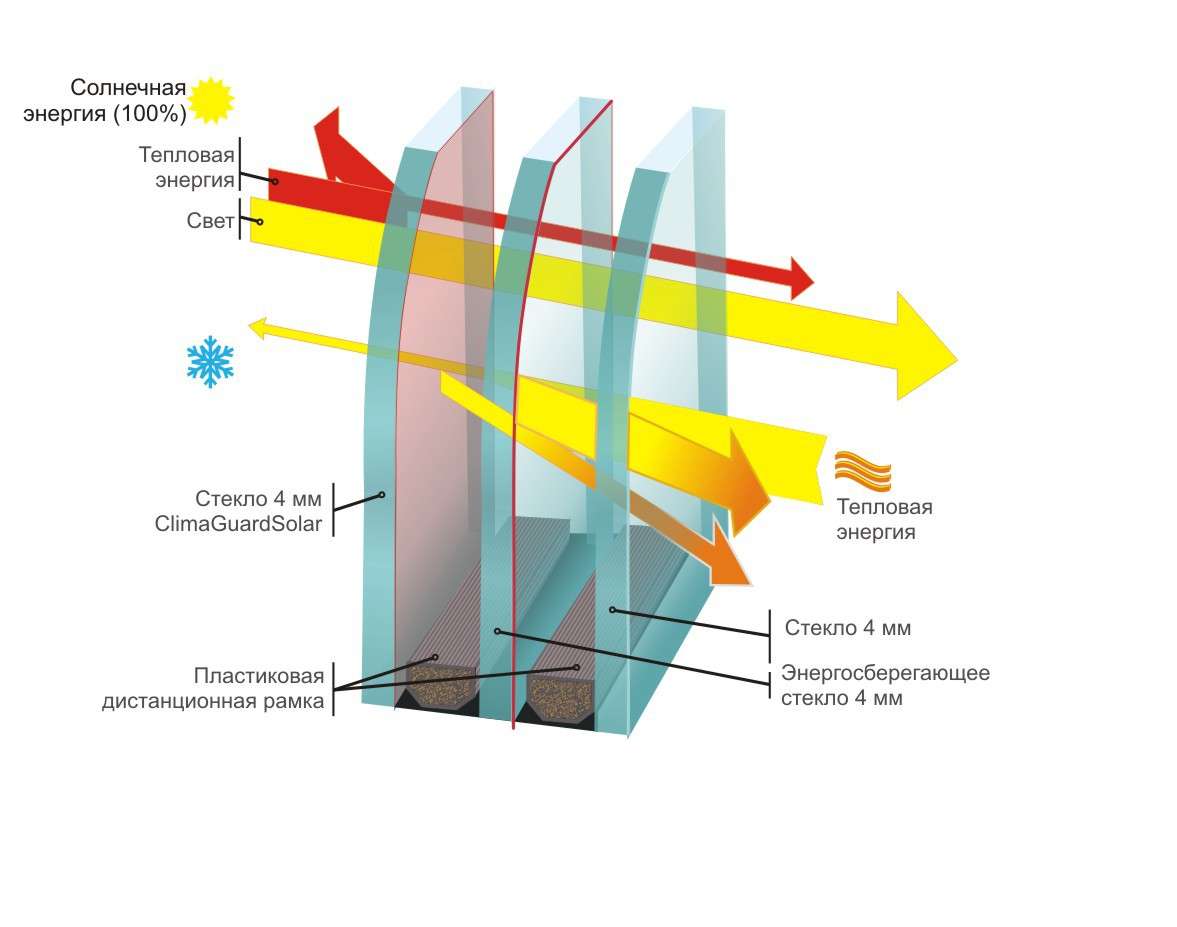 Солнечная
энергия (100%)
Тепловая
энергия
Свет
Стекло 4 мм
ClimaGuardSolar
Тепловая
энергия
Стекло 4 мм
Энергосберегающее
стекло 4 мм
Пластиковая
дистанционная рамка